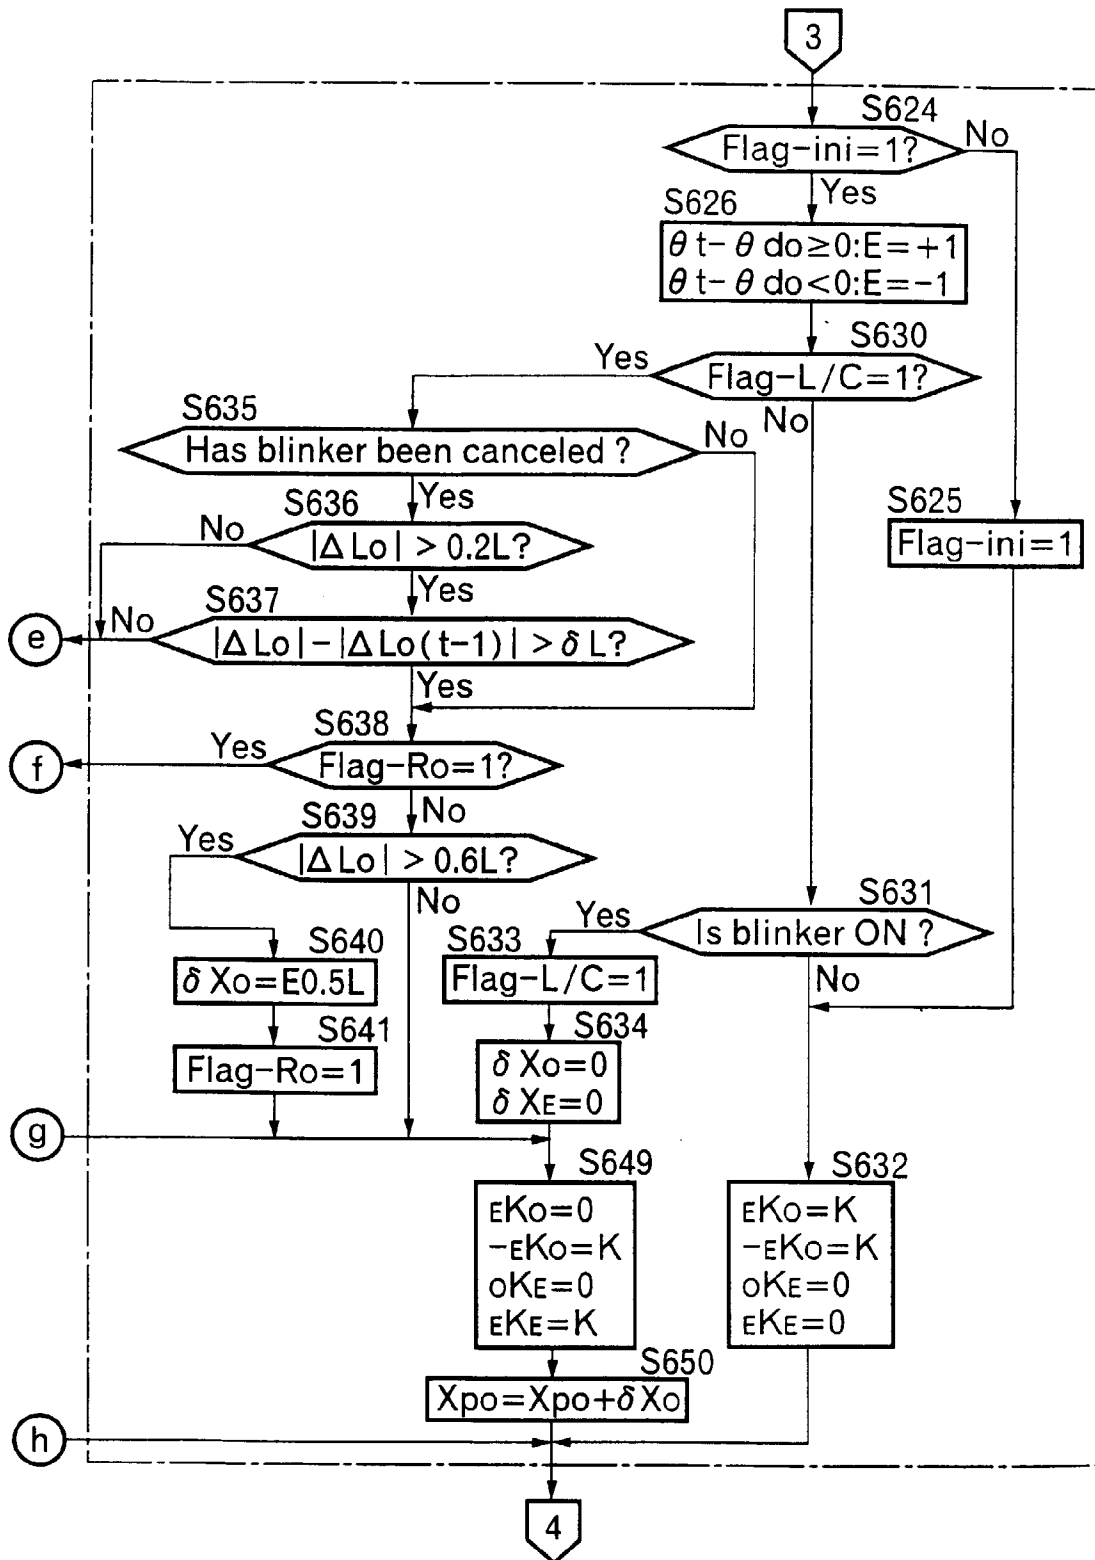 3
S624
Flag-ini=1?
No
Yes
S626
θt-θdo≥0:E=+1
θt-θdo<0:E=-1
S630
Yes
Flag-L/C=1?
No
S635
Has blinker been canceled ?
No
Yes
S625
Flag-ini=1
S636
No
|ΔLo| > 0.2L?
Yes
S637
e
No
|ΔLo|-|ΔLo(t-1)| > δL?
Yes
S638
f
Yes
Flag-Ro=1?
No
S639
Yes
|ΔLo| > 0.6L?
No
S631
Yes
Is blinker ON ?
No
S640
δXo=E0.5L
S633
Flag-L/C=1
S641
Flag-Ro=1
S634
δXo=0
δXE=0
g
S649
EKo=0
-EKo=K
oKE=0
EKE=K
S632
EKo=K
-EKo=K
oKE=0
EKE=0
S650
Xpo=Xpo+δXo
h
4